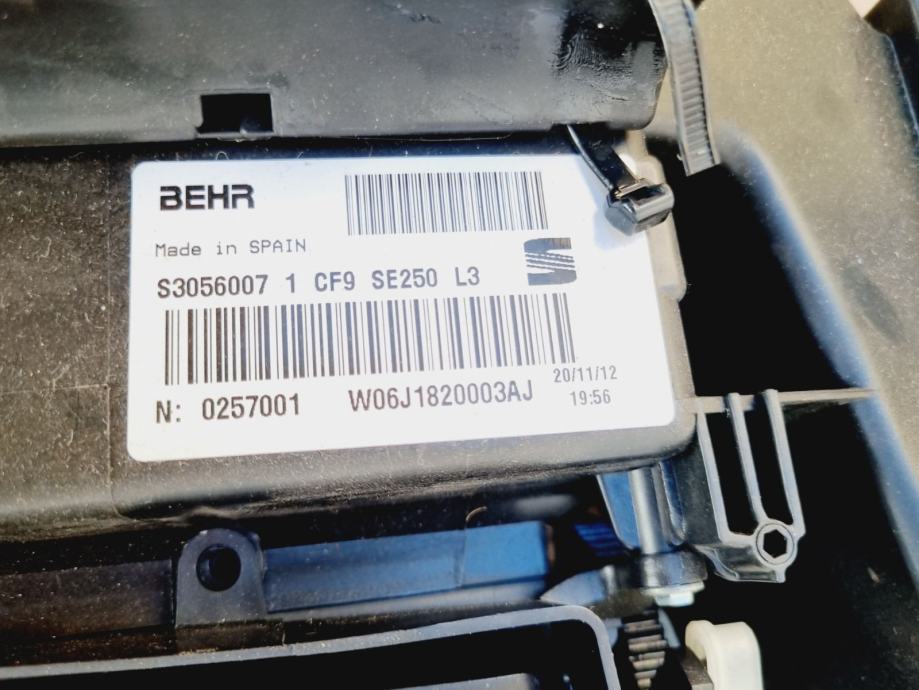 BEHR
Made in SPAIN
S3056007 1 CF9 SE250 L3
N: 0257001 W06J1820003AJ 20/11/12
19:56